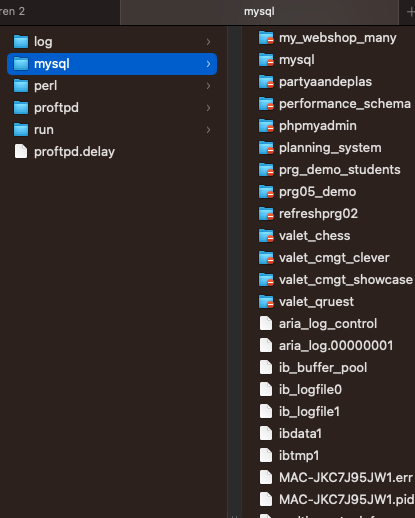 ren 2
mysql
log
mysql
perl
proftpd
run
proftpd.delay
my_webshop_many
mysql
partyaandeplas
performance_schema
phpmyadmin
planning_system
prg_demo_students
prg05_demo
refreshprg02
valet_chess
valet_cmgt_clever
valet_cmgt_showcase
valet_qruest
aria_log_control
aria_log.00000001
ib_buffer_pool
ib_logfile0
ib_logfile1
ibdata1
ibtmp1
MAC-JKC7J95JW1.err
MAC-JKC7J95JW1.pid